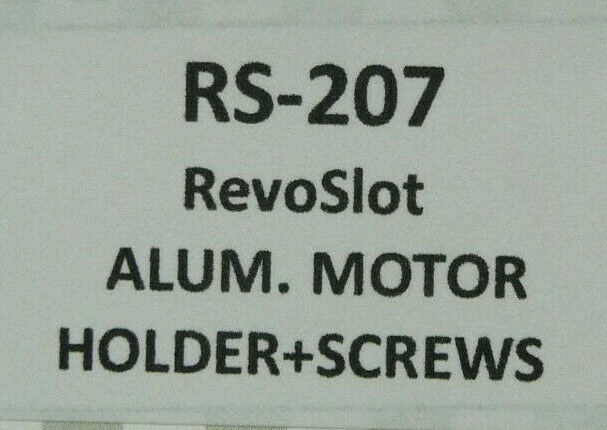 RS-207
RevoSlot
ALUM. MOTOR
HOLDER+SCREWS